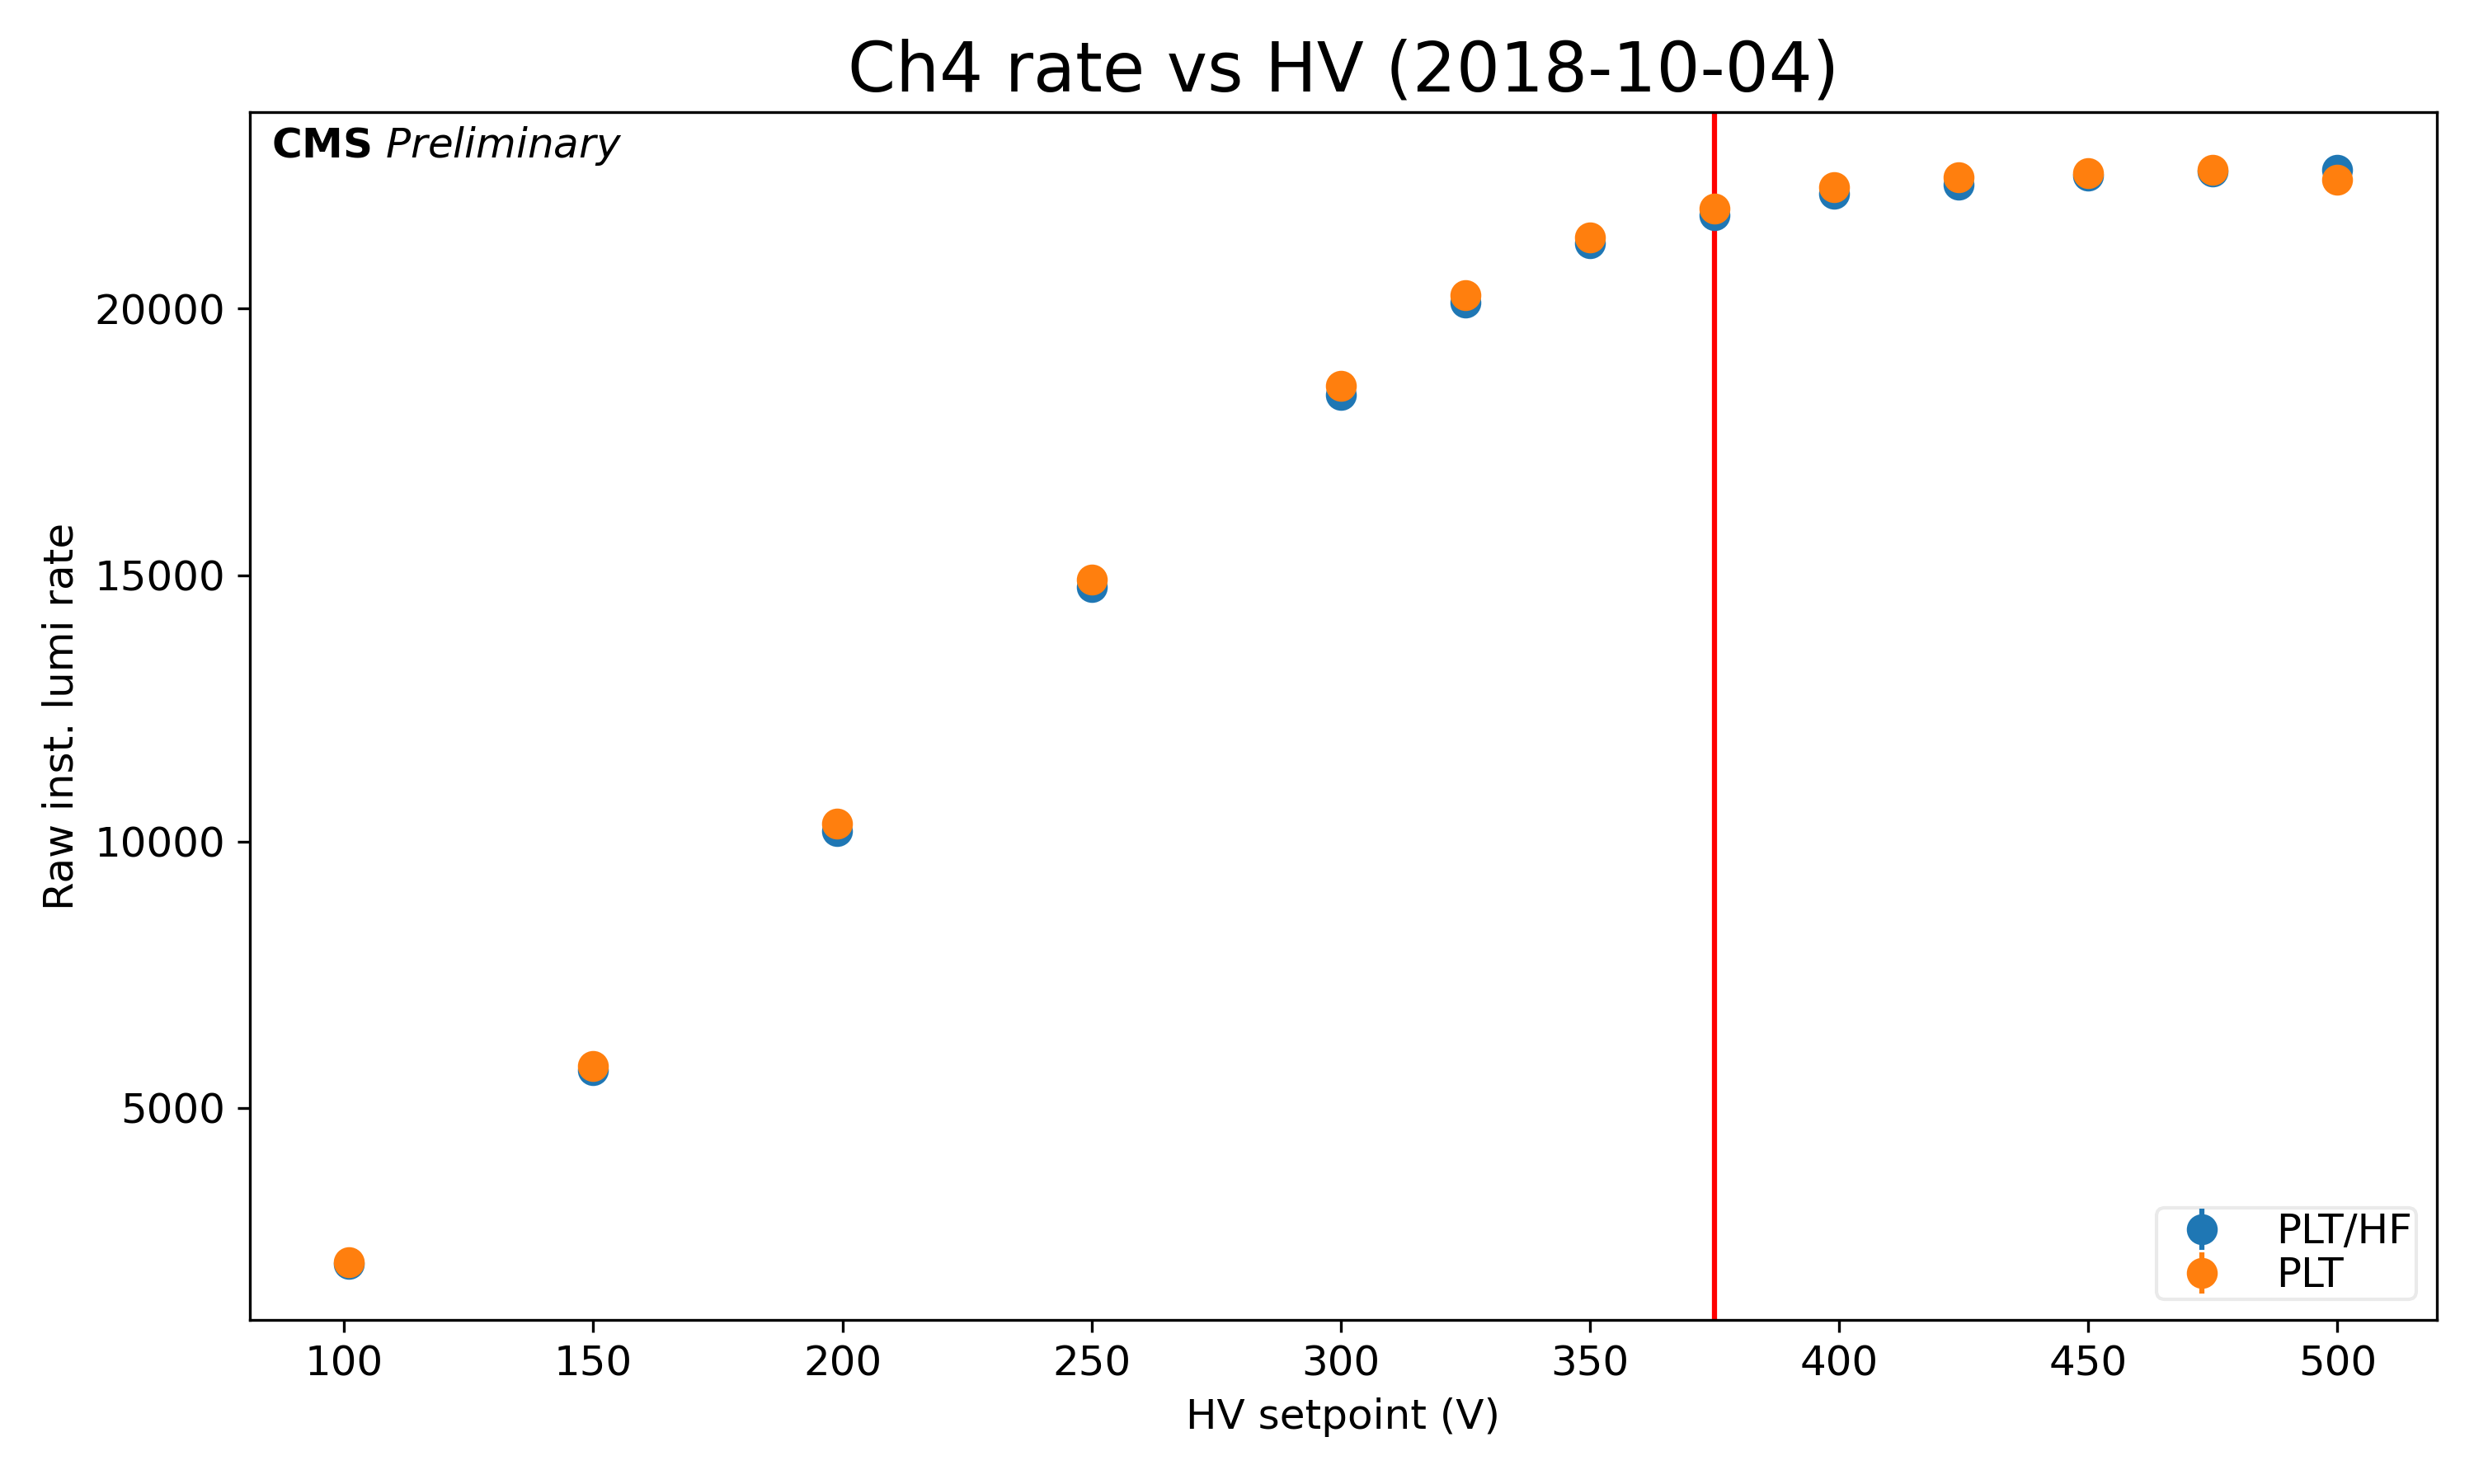 Ch4 rate vs HV (2018-10-04)
CMS Preliminary
20000
15000
10000
5000
Raw inst. lumi rate
PLT/HF
PLT
100 150 200 250 300 350 400 450 500
HV setpoint (V)